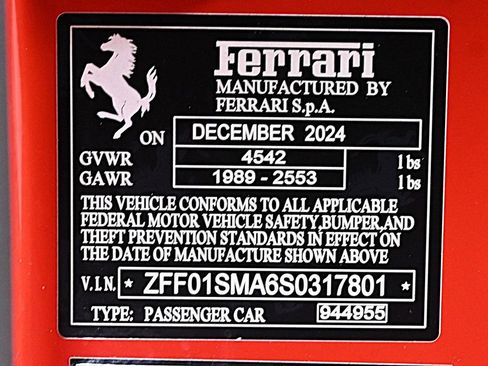 Ferrari
MANUFACTURED BY
FERRARI S.p.A.
ON DECEMBER 2024
GVWR 4542 lbs
GAWR 1989 - 2553 lbs
THIS VEHICLE CONFORMS TO ALL APPLICABLE
FEDERAL MOTOR VEHICLE SAFETY,BUMPER,AND
THEFT PREVENTION STANDARDS IN EFFECT ON
THE DATE OF MANUFACTURE SHOWN ABOVE
V.I.N. * ZFF01SMA6S0317801 *
TYPE: PASSENGER CAR 944955